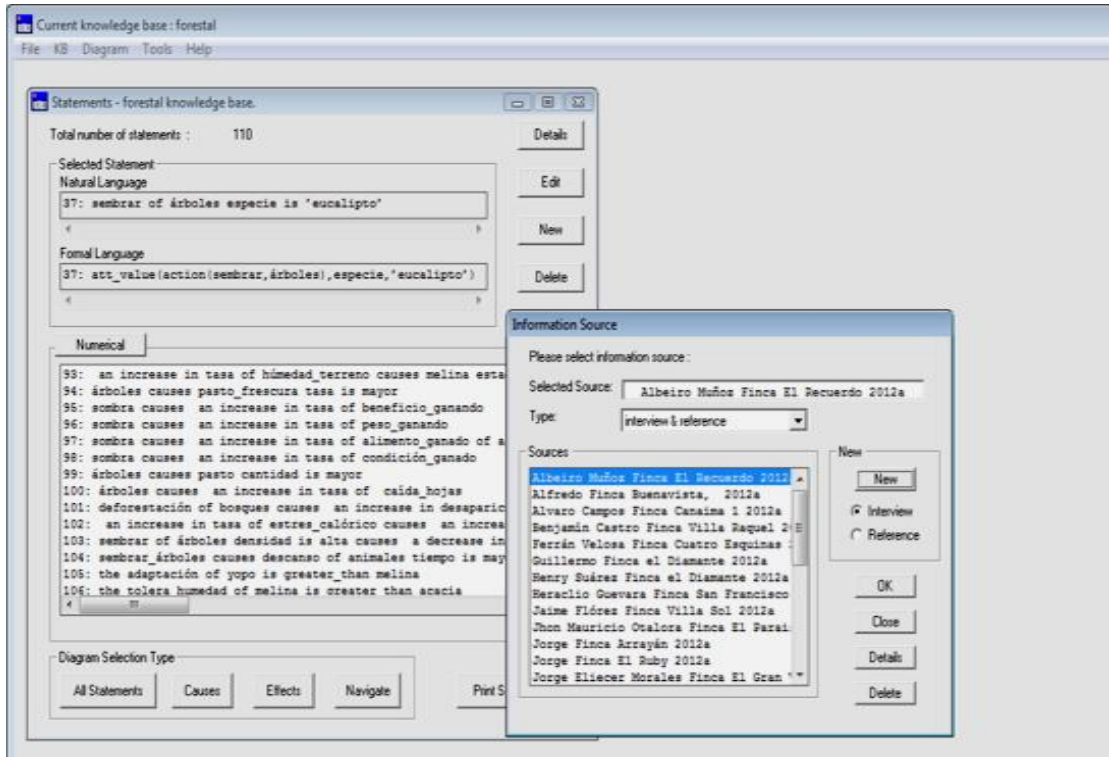 Current knowledge base : forestal
File KB Diagram Tools Help
Statements - forestal knowledge base.
Total number of statements : 110
Details
Selected Statement
Natural Language
37: sembrar of árboles especie is 'eucalipto'
Edit
New
Formal Language
37: att_value(action(sembrar,árboles),especie,'eucalipto')
Delete
Numerical
93: an increase in tasa of húmedad_terreno causes melina esta
94: árboles causes pasto_frescura tasa is mayor
95: sombra causes an increase in tasa of beneficio_ganando
96: sombra causes an increase in tasa of peso_ganando
97: sombra causes an increase in tasa of alimento_ganado of a
98: sombra causes an increase in tasa of condición_ganado
99: árboles causes pasto cantidad is mayor
100: árboles causes an increase in tasa of caída_hojas
101: deforestación of bosques causes an increase in desaparic
102: an increase in tasa of estres_calórico causes an increa
103: sembrar of árboles densidad is alta causes a decrease in
104: sembrar_árboles causes descanso of animales tiempo is may
105: the adaptación of yopo is greater_than melina
106: the tolera humedad of melina is greater than acacia
Diagram Selection Type
All Statements Causes Effects Navigate Print S
Information Source
Please select information source :
Selected Source: Albeiro Muñoz Finca El Recuerdo 2012a
Type: interview & reference
Sources
Albeiro Muñoz Finca El Recuerdo 2012
Alfredo Finca Buenavista, 2012a
Alvaro Campos Finca Canaima 1 2012a
Benjamin Castro Finca Villa Raquel 2
Ferrán Velosa Finca Cuatro Esquinas
Guillermo Finca el Diamante 2012a
Henry Suárez Finca el Diamante 2012a
Heraclio Guevara Finca San Francisco
Jaime Flórez Finca Villa Sol 2012a
Jhon Mauricio Otalora Finca El Parai
Jorge Finca Arrayán 2012a
Jorge Finca El Ruby 2012a
Jorge Eliecer Morales Finca El Gran
New
New
Interview
Reference
OK
Close
Details
Delete